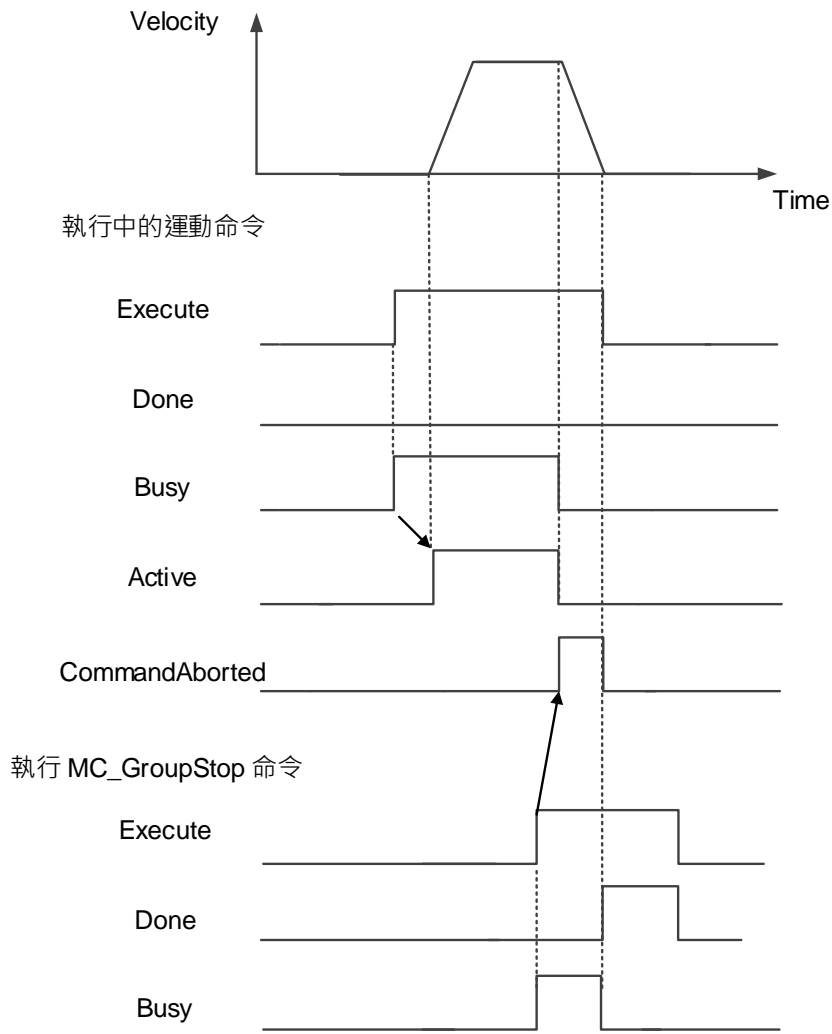 Velocity
Time
執行中的運動命令
Execute
Done
Busy
Active
CommandAborted
執行 MC_GroupStop 命令
Execute
Done
Busy